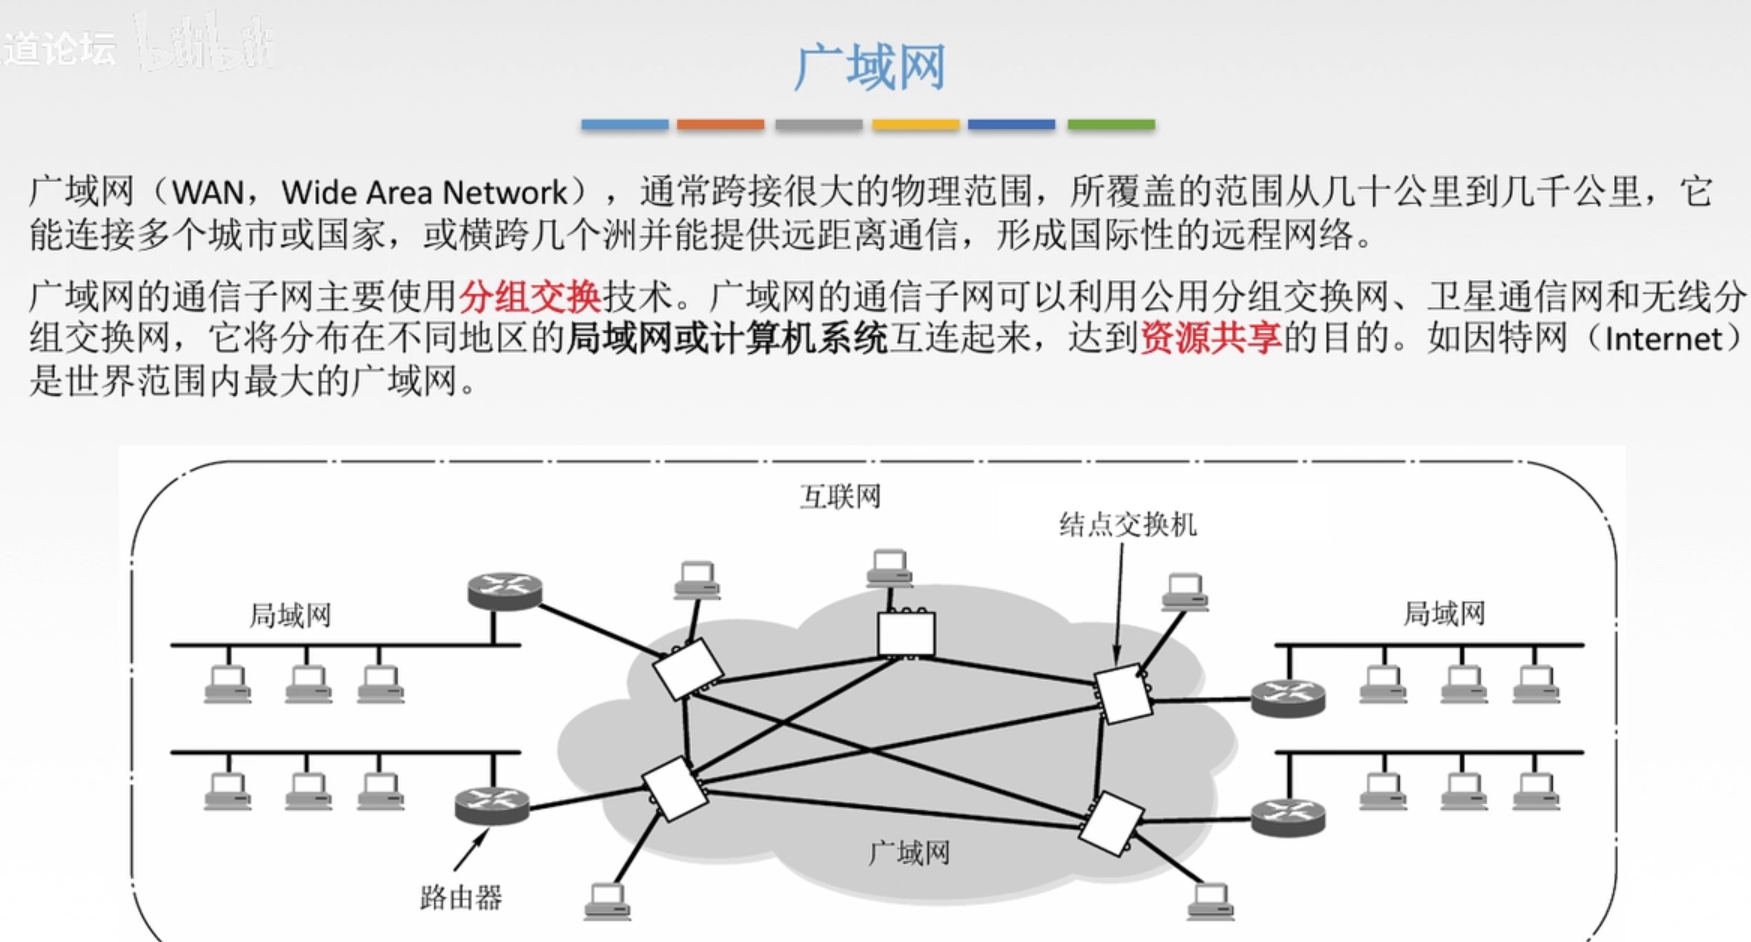 道论坛 bilibili
广域网
广域网（WAN，Wide Area Network），通常跨接很大的物理范围，所覆盖的范围从几十公里到几千公里，它
能连接多个城市或国家，或横跨几个洲并能提供远距离通信，形成国际性的远程网络。
广域网的通信子网主要使用分组交换技术。广域网的通信子网可以利用公用分组交换网、卫星通信网和无线分
组交换网，它将分布在不同地区的局域网或计算机系统互连起来，达到资源共享的目的。如因特网（Internet）
是世界范围内最大的广域网。
互联网
结点交换机
局域网
局域网
广域网
路由器